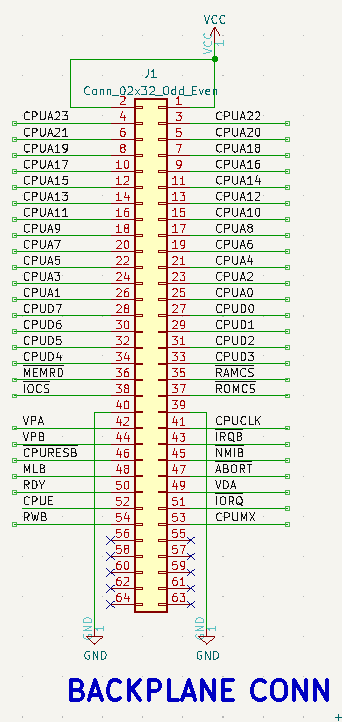 VCC
VCC 1
J1
Conn_02x32_Odd_Even
2 1
CPUA23 4 3 CPUA22
CPUA21 6 5 CPUA20
CPUA19 8 7 CPUA18
CPUA17 10 9 CPUA16
CPUA15 12 11 CPUA14
CPUA13 14 13 CPUA12
CPUA11 16 15 CPUA10
CPUA9 18 17 CPUA8
CPUA7 20 19 CPUA6
CPUA5 22 21 CPUA4
CPUA3 24 23 CPUA2
CPUA1 26 25 CPUA0
CPUD7 28 27 CPUD0
CPUD6 30 29 CPUD1
CPUD5 32 31 CPUD2
CPUD4 34 33 CPUD3
MEMRD 36 35 RAMCS
IOCS 38 37 ROMCS
40 39
VPA 42 41 CPUCLK
VPB 44 43 IRQB
CPURESB 46 45 NMIB
MLB 48 47 ABORT
RDY 50 49 VDA
CPUE 52 51 IORQ
RWB 54 53 CPUMX
56 55
58 57
60 59
62 61
64 63
GND 1 GND 1
GND GND
BACKPLANE CONN